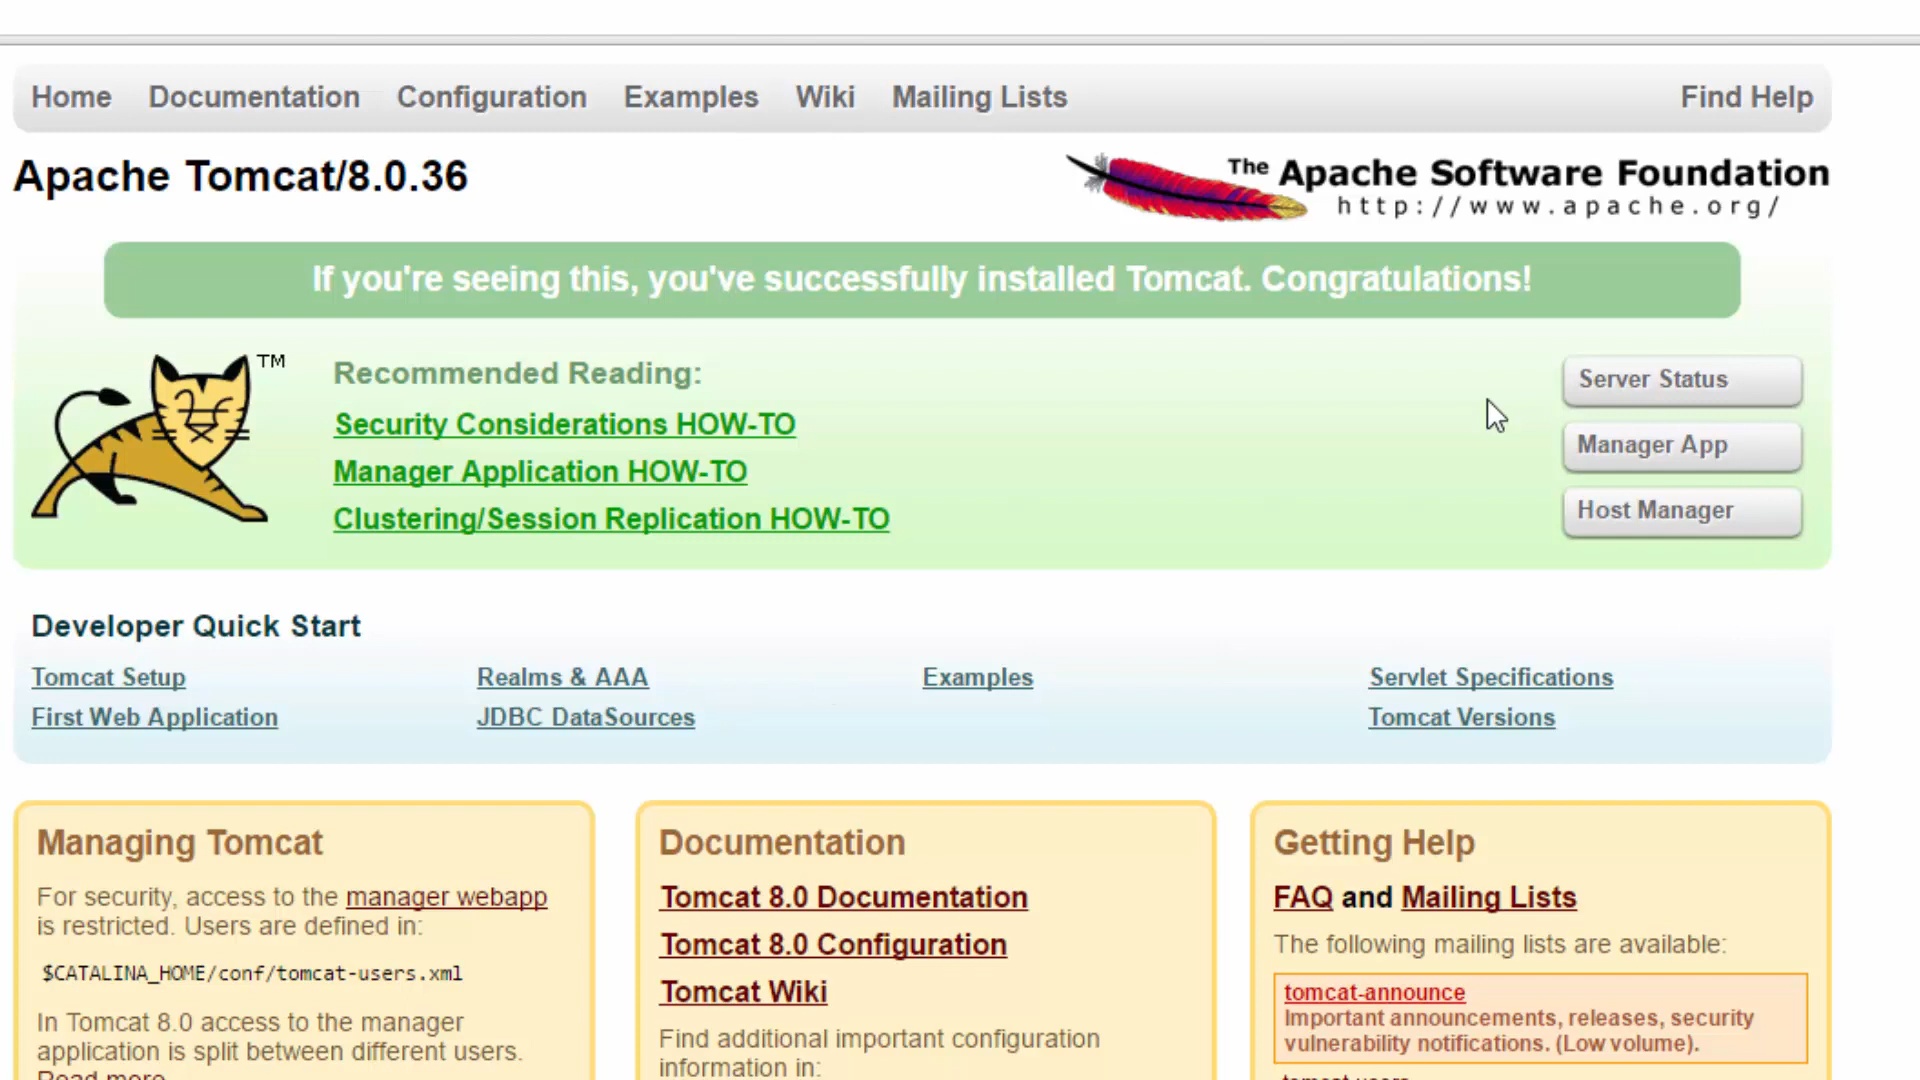 Home Documentation Configuration Examples Wiki Mailing Lists Find Help
Apache Tomcat/8.0.36
The Apache Software Foundation
http://www.apache.org/
If you're seeing this, you've successfully installed Tomcat. Congratulations!
TM
Recommended Reading:
Security Considerations HOW-TO
Manager Application HOW-TO
Clustering/Session Replication HOW-TO
Server Status
Manager App
Host Manager
Developer Quick Start
Tomcat Setup
First Web Application
Realms & AAA
JDBC DataSources
Examples
Servlet Specifications
Tomcat Versions
Managing Tomcat
For security, access to the manager webapp
is restricted. Users are defined in:
$CATALINA_HOME/conf/tomcat-users.xml
In Tomcat 8.0 access to the manager
application is split between different users.
Read more
Documentation
Tomcat 8.0 Documentation
Tomcat 8.0 Configuration
Tomcat Wiki
Find additional important configuration
information in:
Getting Help
FAQ and Mailing Lists
The following mailing lists are available:
tomcat-announce
Important announcements, releases, security
vulnerability notifications. (Low volume).